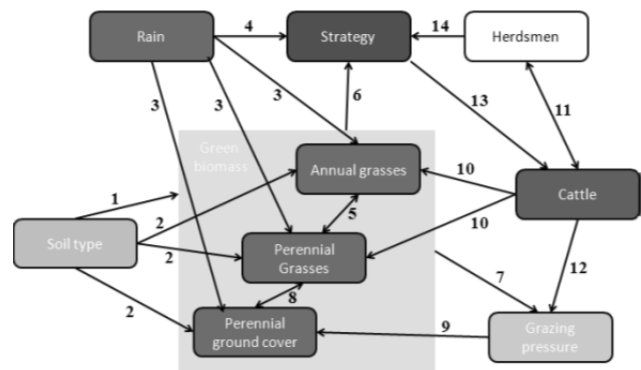 Rain
4
Strategy
14
Herdsmen
3
3
3
6
13
11
Green
biomass
Annual grasses
10
Cattle
1
2
5
10
Soil type
2
Perennial
Grasses
7
12
2
8
Perennial
ground cover
9
Grazing
pressure